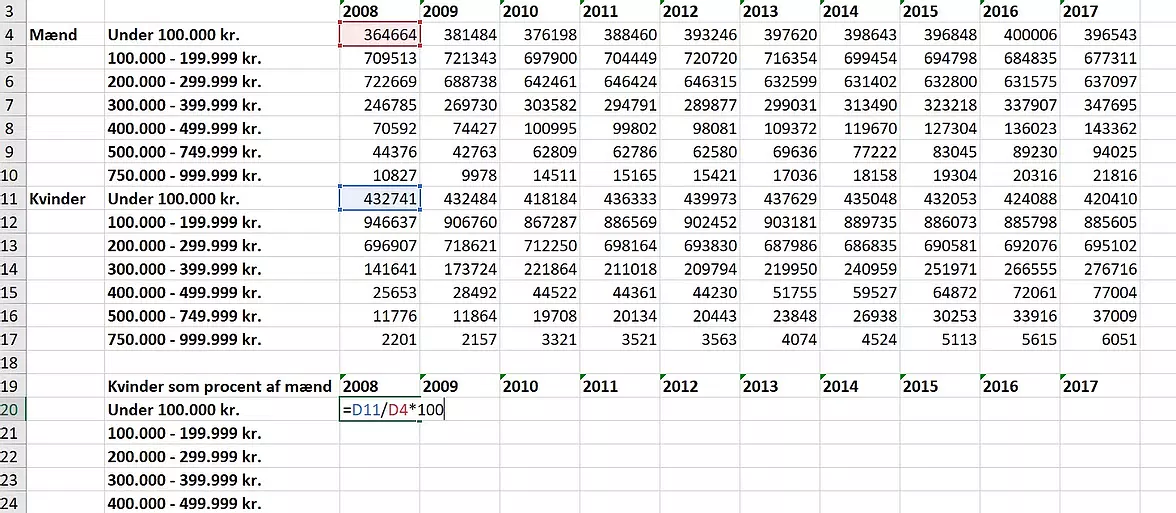 3 2008 2009 2010 2011 2012 2013 2014 2015 2016 2017
4 Mænd Under 100.000 kr. 364664 381484 376198 388460 393246 397620 398643 396848 400006 396543
5 100.000 - 199.999 kr. 709513 721343 697900 704449 720720 716354 699454 694798 684835 677311
6 200.000 - 299.999 kr. 722669 688738 642461 646424 646315 632599 631402 632800 631575 637097
7 300.000 - 399.999 kr. 246785 269730 303582 294791 289877 299031 313490 323218 337907 347695
8 400.000 - 499.999 kr. 70592 74427 100995 99802 98081 109372 119670 127304 136023 143362
9 500.000 - 749.999 kr. 44376 42763 62809 62786 62580 69636 77222 83045 89230 94025
10 750.000 - 999.999 kr. 10827 9978 14511 15165 15421 17036 18158 19304 20316 21816
11 Kvinder Under 100.000 kr. 432741 432484 418184 436333 439973 437629 435048 432053 424088 420410
12 100.000 - 199.999 kr. 946637 906760 867287 886569 902452 903181 889735 886073 885798 885605
13 200.000 - 299.999 kr. 696907 718621 712250 698164 693830 687986 686835 690581 692076 695102
14 300.000 - 399.999 kr. 141641 173724 221864 211018 209794 219950 240959 251971 266555 276716
15 400.000 - 499.999 kr. 25653 28492 44522 44361 44230 51755 59527 64872 72061 77004
16 500.000 - 749.999 kr. 11776 11864 19708 20134 20443 23848 26938 30253 33916 37009
17 750.000 - 999.999 kr. 2201 2157 3321 3521 3563 4074 4524 5113 5615 6051
18
19 Kvinder som procent af mænd 2008 2009 2010 2011 2012 2013 2014 2015 2016 2017
20 Under 100.000 kr. =D11/D4*100
21 100.000 - 199.999 kr.
22 200.000 - 299.999 kr.
23 300.000 - 399.999 kr.
24 400.000 - 499.999 kr.